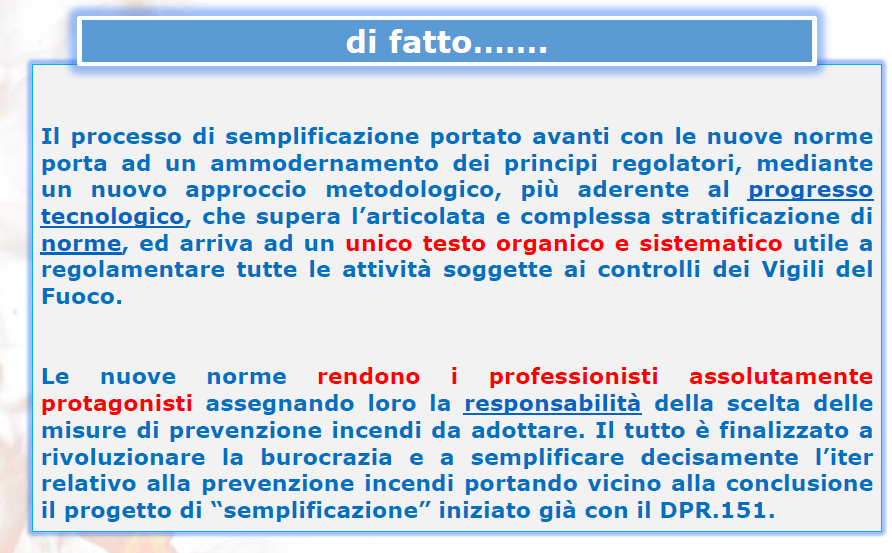 di fatto.......
Il processo di semplificazione portato avanti con le nuove norme
porta ad un ammodernamento dei principi regolatori, mediante
un nuovo approccio metodologico, più aderente al progresso
tecnologico, che supera l’articolata e complessa stratificazione di
norme, ed arriva ad un unico testo organico e sistematico utile a
regolamentare tutte le attività soggette ai controlli dei Vigili del
Fuoco.
Le nuove norme rendono i professionisti assolutamente
protagonisti assegnando loro la responsabilità della scelta delle
misure di prevenzione incendi da adottare. Il tutto è finalizzato a
rivoluzionare la burocrazia e a semplificare decisamente l’iter
relativo alla prevenzione incendi portando vicino alla conclusione
il progetto di “semplificazione” iniziato già con il DPR.151.